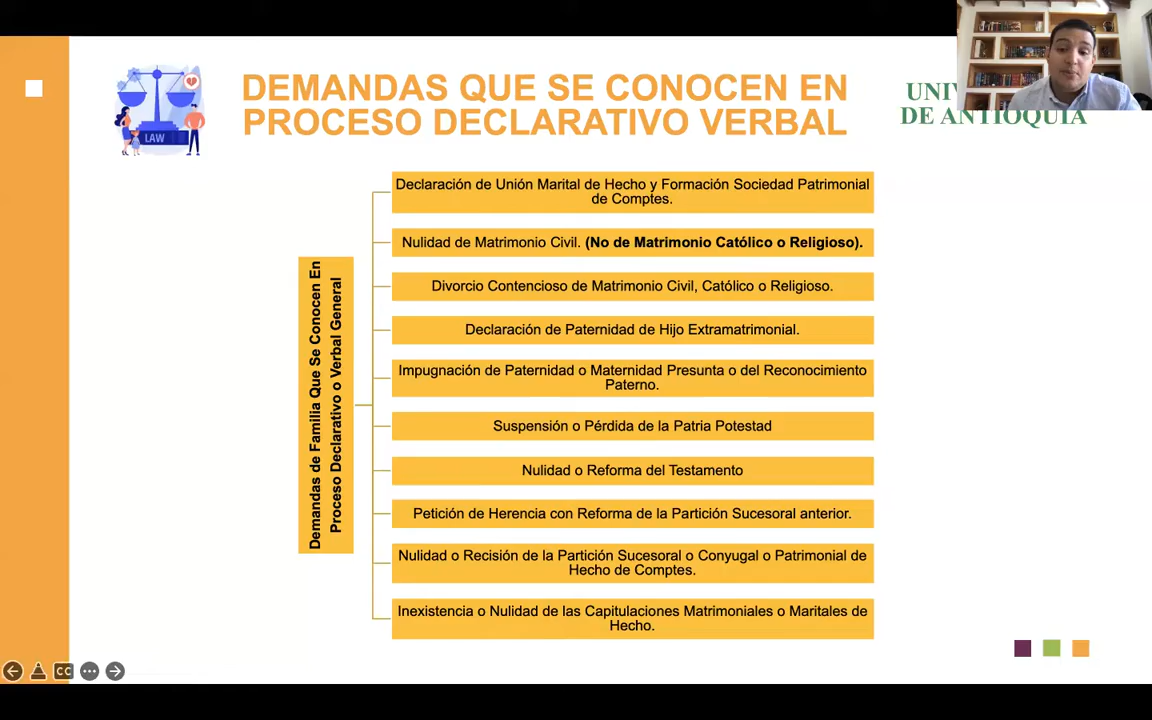 DEMANDAS QUE SE CONOCEN EN
PROCESO DECLARATIVO VERBAL
DE ANTIOQUIA
LAW
Demandas de Familia Que Se Conocen En
Proceso Declarativo o Verbal General
Declaración de Unión Marital de Hecho y Formación Sociedad Patrimonial
de Comptes.
Nulidad de Matrimonio Civil. (No de Matrimonio Católico o Religioso).
Divorcio Contencioso de Matrimonio Civil, Católico o Religioso.
Declaración de Paternidad de Hijo Extramatrimonial.
Impugnación de Paternidad o Maternidad Presunta o del Reconocimiento
Paterno.
Suspensión o Pérdida de la Patria Potestad
Nulidad o Reforma del Testamento
Petición de Herencia con Reforma de la Partición Sucesoral anterior.
Nulidad o Recisión de la Partición Sucesoral o Conyugal o Patrimonial de
Hecho de Comptes.
Inexistencia o Nulidad de las Capitulaciones Matrimoniales o Maritales de
Hecho.
CC